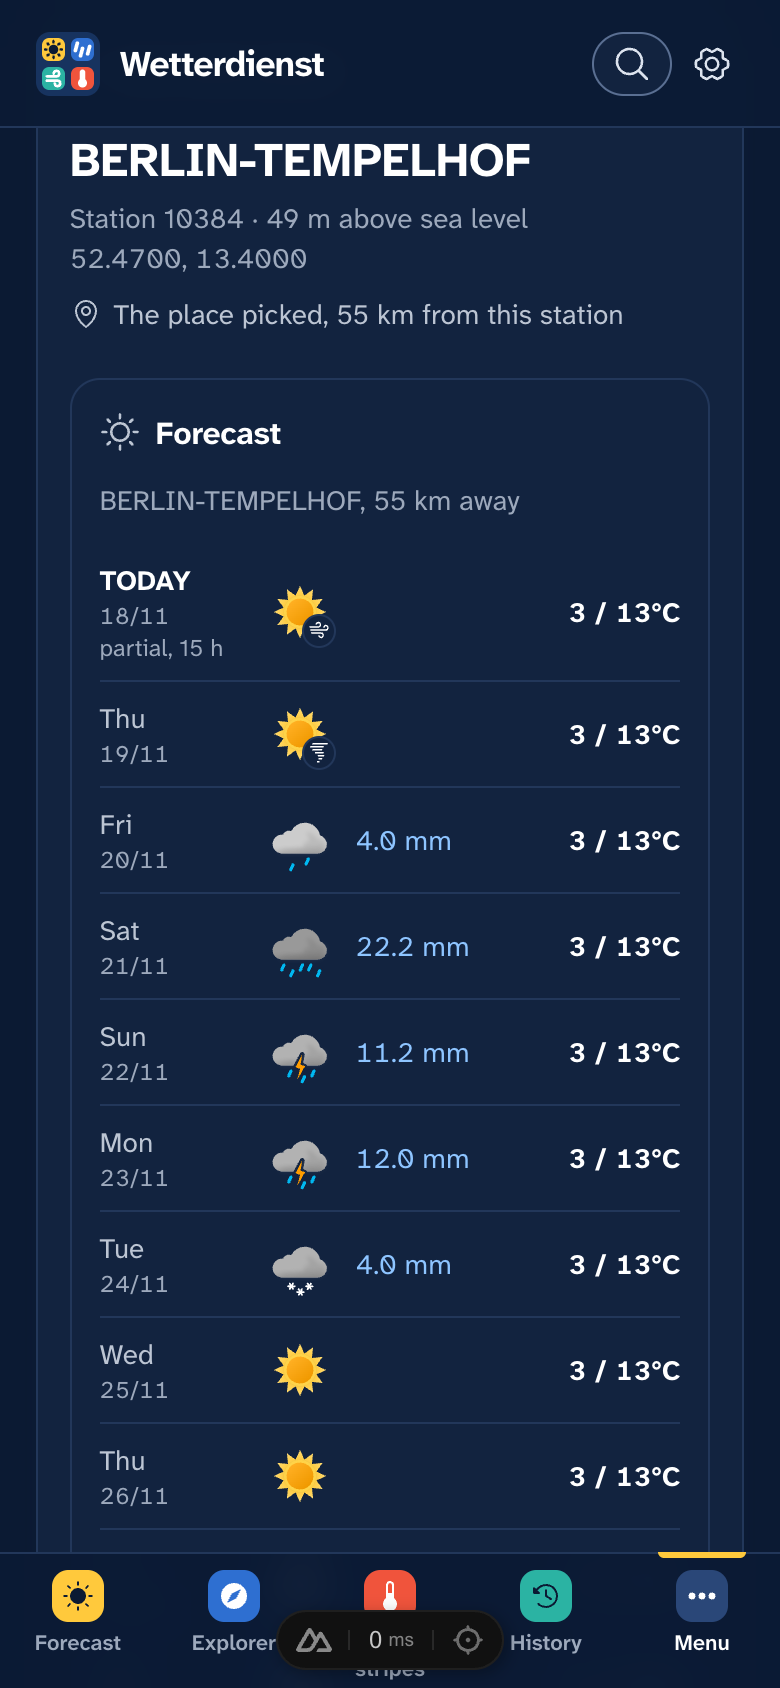 Wetterdienst
BERLIN-TEMPELHOF
Station 10384 · 49 m above sea level
52.4700, 13.4000
The place picked, 55 km from this station
Forecast
BERLIN-TEMPELHOF, 55 km away
TODAY
18/11
partial, 15 h
3 / 13°C
Thu
19/11
3 / 13°C
Fri
20/11
4.0 mm
3 / 13°C
Sat
21/11
22.2 mm
3 / 13°C
Sun
22/11
11.2 mm
3 / 13°C
Mon
23/11
12.0 mm
3 / 13°C
Tue
24/11
4.0 mm
3 / 13°C
Wed
25/11
3 / 13°C
Thu
26/11
3 / 13°C
Forecast
Explorer
stripes
History
Menu
0 ms